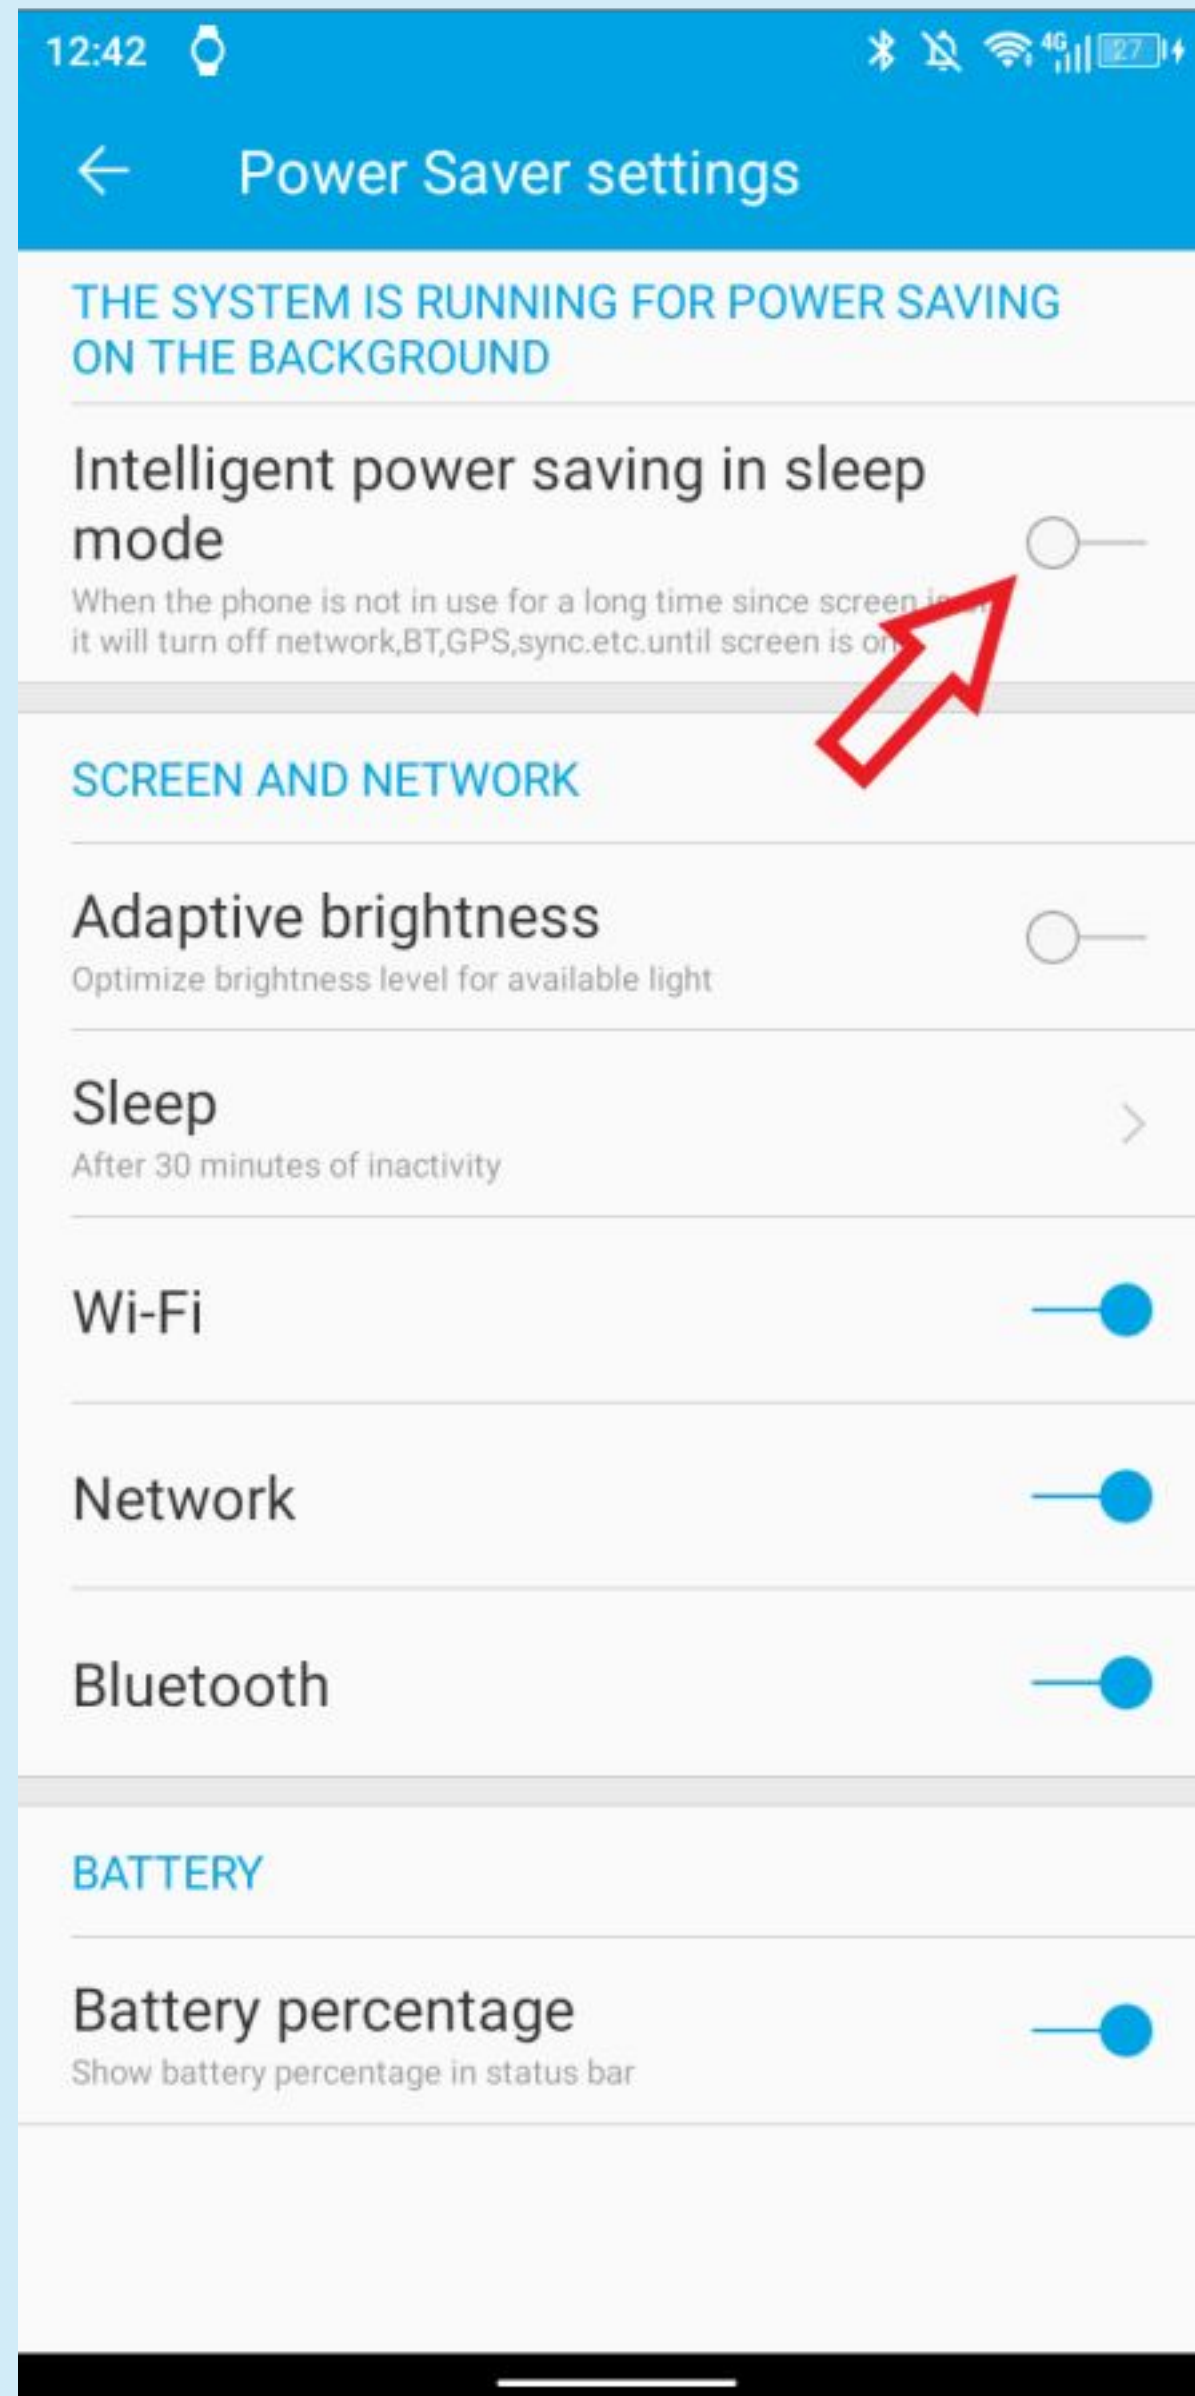 12:42
4G 27
Power Saver settings
THE SYSTEM IS RUNNING FOR POWER SAVING
ON THE BACKGROUND
Intelligent power saving in sleep
mode
When the phone is not in use for a long time since screen
it will turn off network,BT,GPS,sync.etc.until screen is on
SCREEN AND NETWORK
Adaptive brightness
Optimize brightness level for available light
Sleep
After 30 minutes of inactivity
Wi-Fi
Network
Bluetooth
BATTERY
Battery percentage
Show battery percentage in status bar